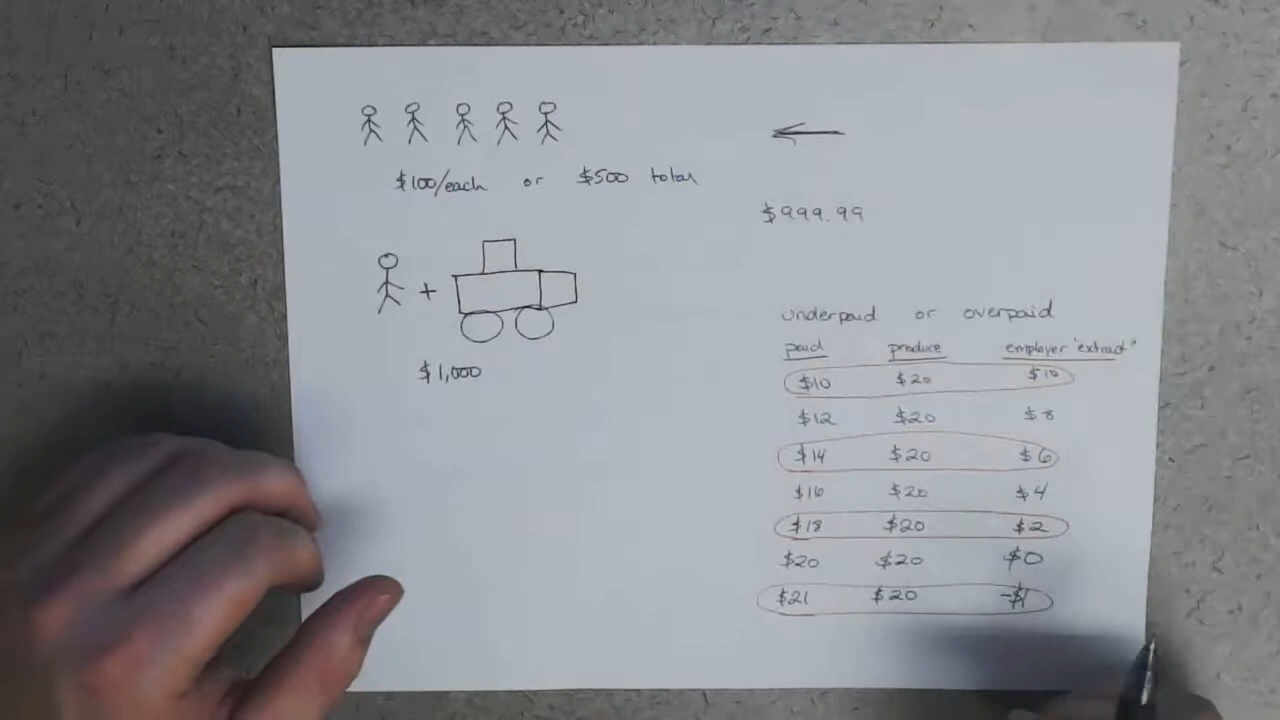 $100/each or $500 total
$999.99
+
$1,000
underpaid or overpaid
paid produce employer "extract"
$10 $20 $10
$12 $20 $8
$14 $20 $6
$16 $20 $4
$18 $20 $2
$20 $20 $0
$21 $20 -$1